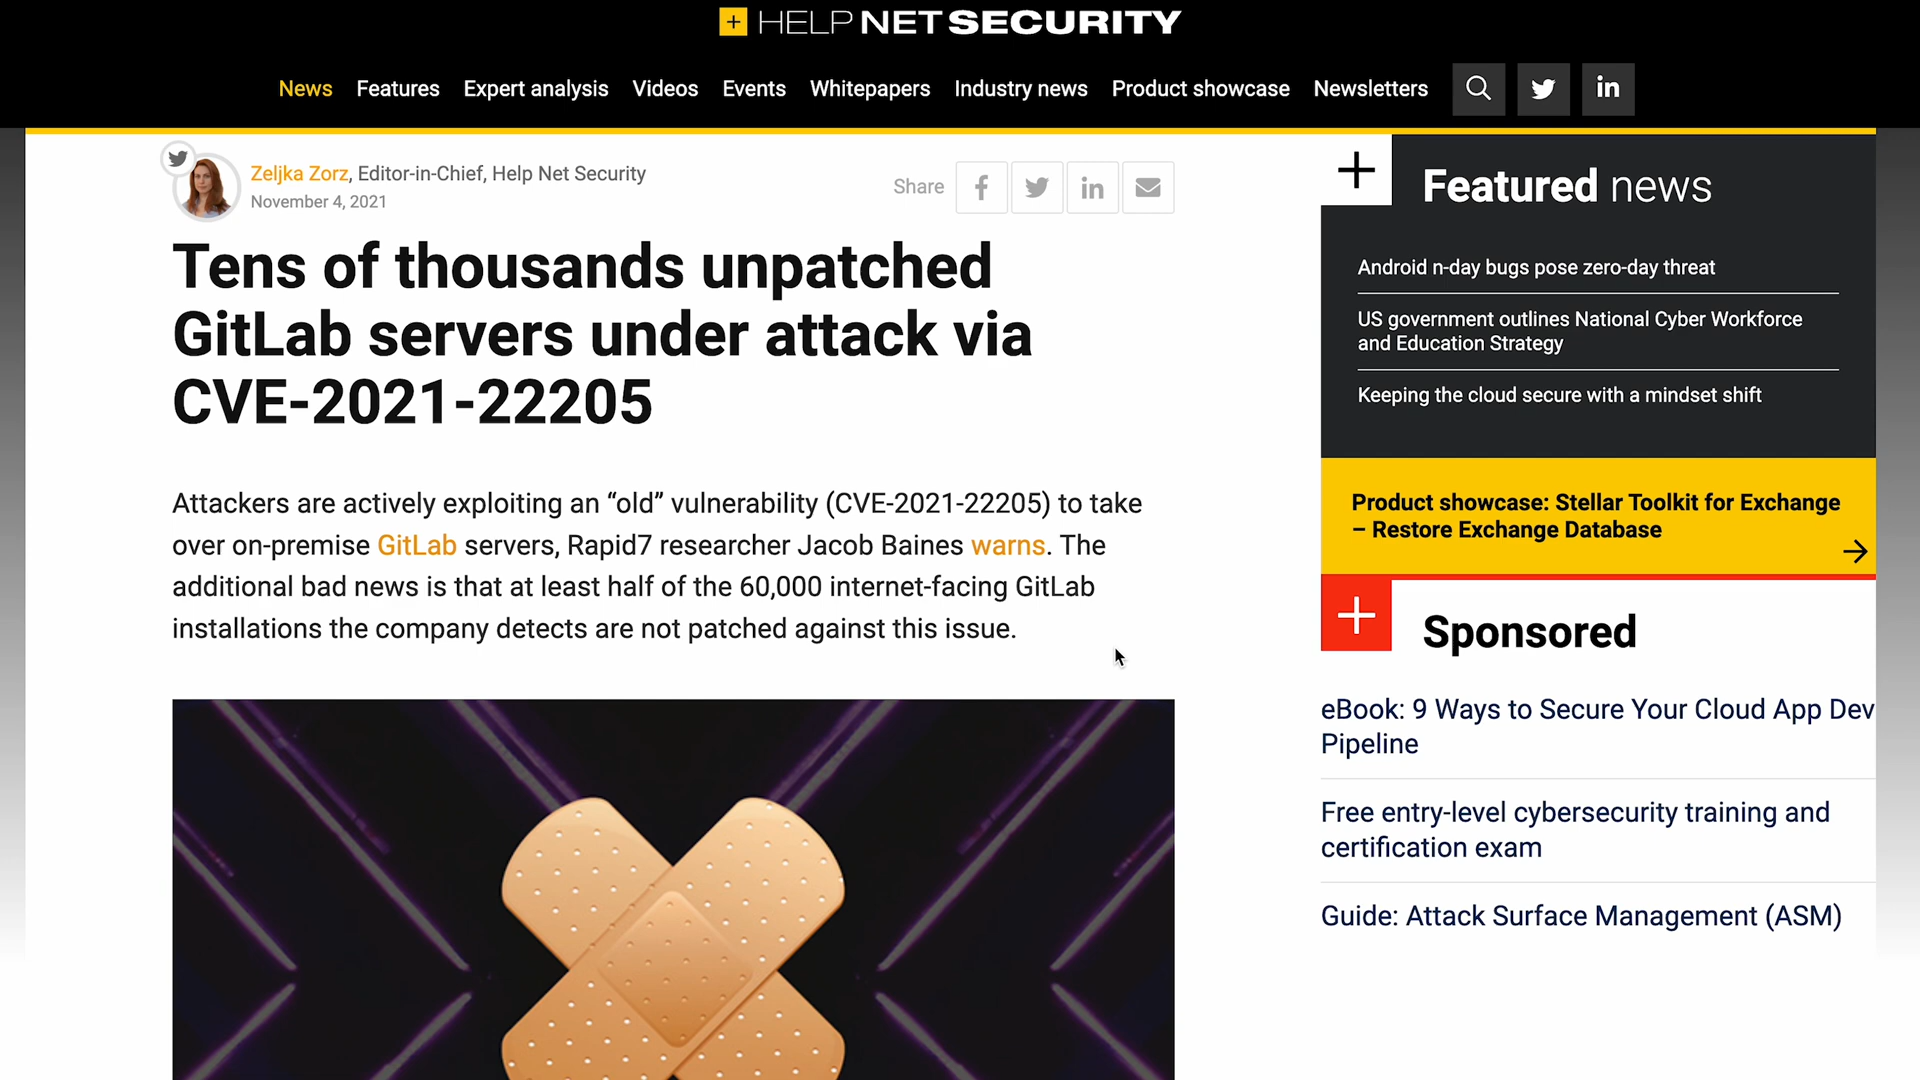 HELP NET SECURITY
News Features Expert analysis Videos Events Whitepapers Industry news Product showcase Newsletters
Zeljka Zorz, Editor-in-Chief, Help Net Security
November 4, 2021
Share
Tens of thousands unpatched
GitLab servers under attack via
CVE-2021-22205
Attackers are actively exploiting an “old” vulnerability (CVE-2021-22205) to take
over on-premise GitLab servers, Rapid7 researcher Jacob Baines warns. The
additional bad news is that at least half of the 60,000 internet-facing GitLab
installations the company detects are not patched against this issue.
Featured news
Android n-day bugs pose zero-day threat
US government outlines National Cyber Workforce
and Education Strategy
Keeping the cloud secure with a mindset shift
Product showcase: Stellar Toolkit for Exchange
– Restore Exchange Database
Sponsored
eBook: 9 Ways to Secure Your Cloud App Dev
Pipeline
Free entry-level cybersecurity training and
certification exam
Guide: Attack Surface Management (ASM)